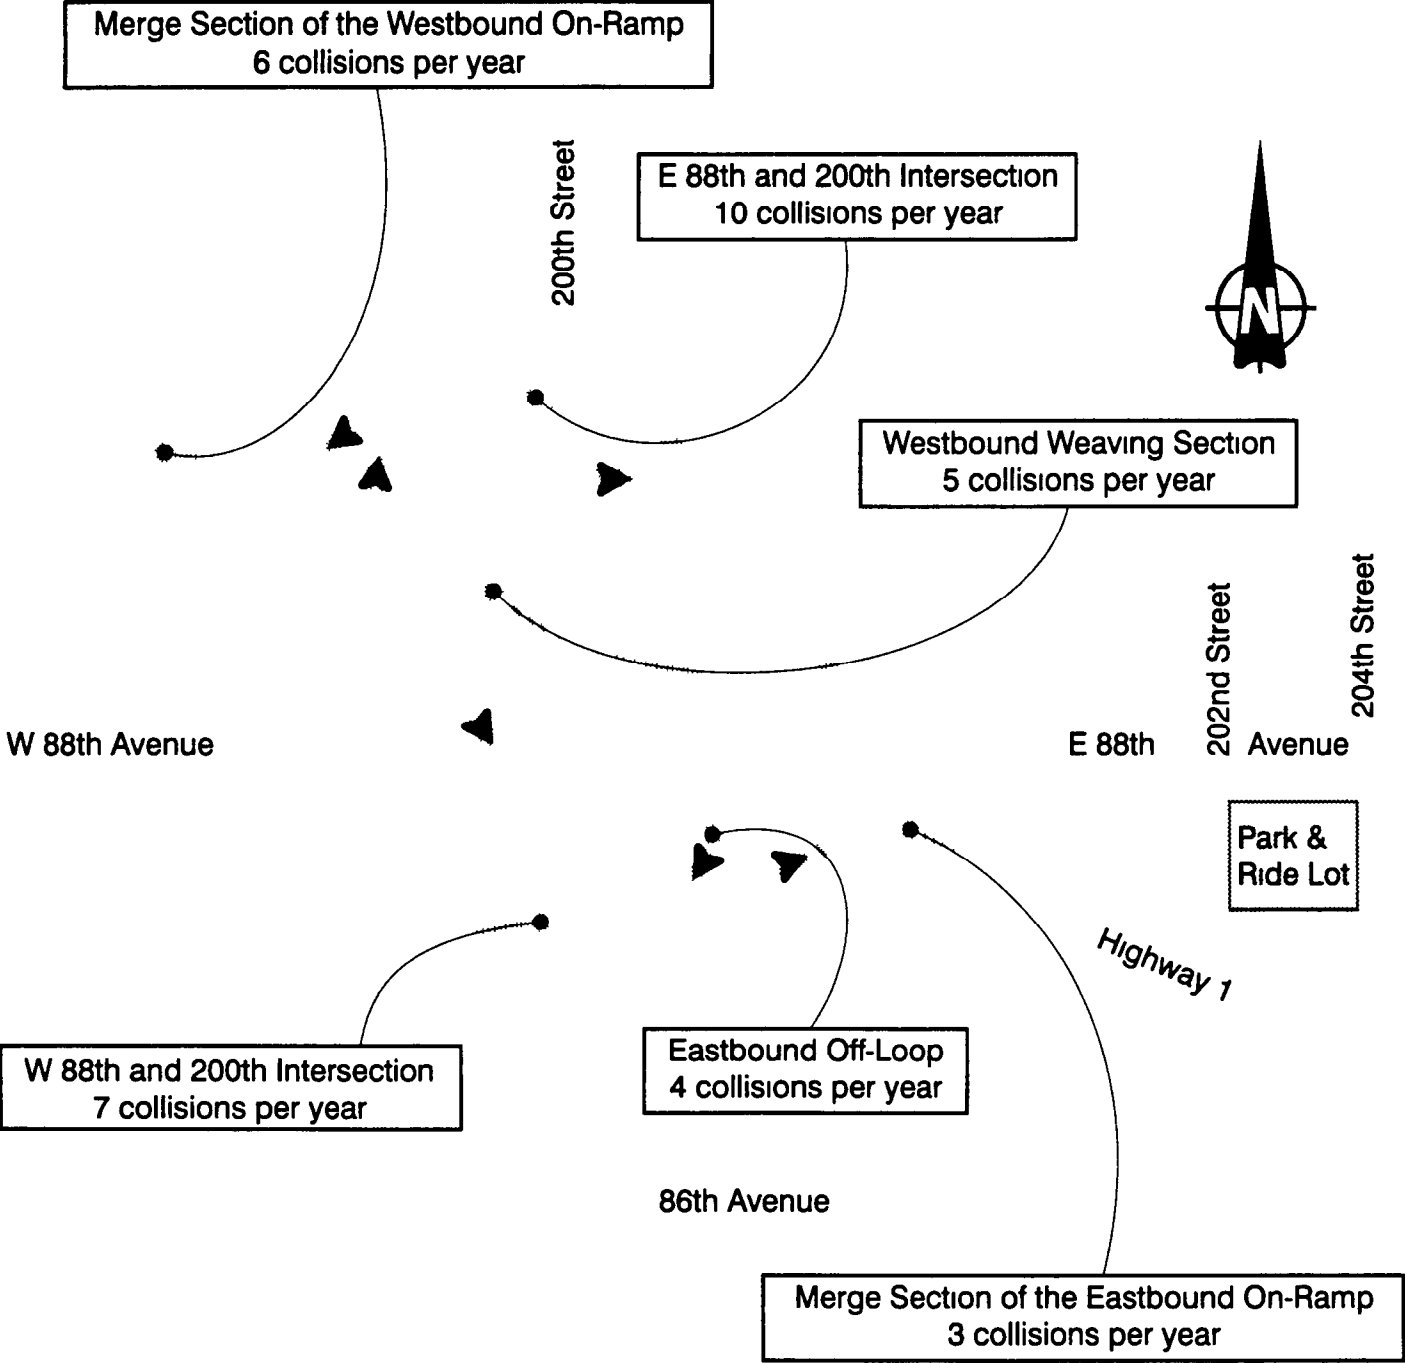 Merge Section of the Westbound On-Ramp
6 collisions per year
200th Street
E 88th and 200th Intersection
10 collisions per year
N
Westbound Weaving Section
5 collisions per year
202nd Street
204th Street
W 88th Avenue
E 88th Avenue
Park &
Ride Lot
Highway 1
W 88th and 200th Intersection
7 collisions per year
Eastbound Off-Loop
4 collisions per year
86th Avenue
Merge Section of the Eastbound On-Ramp
3 collisions per year